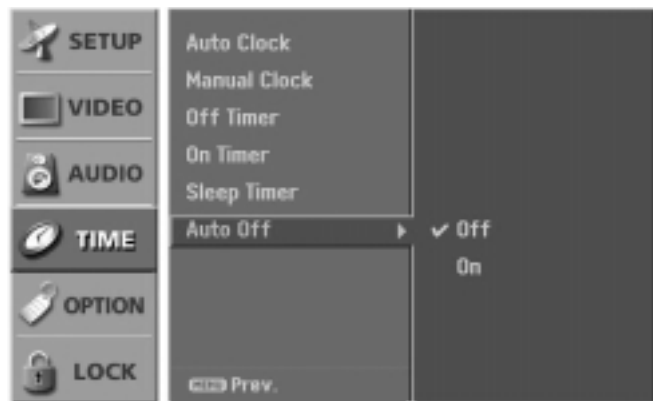 SETUP
VIDEO
AUDIO
TIME
OPTION
LOCK
Auto Clock
Manual Clock
Off Timer
On Timer
Sleep Timer
Auto Off
MENU Prev.
Off
On